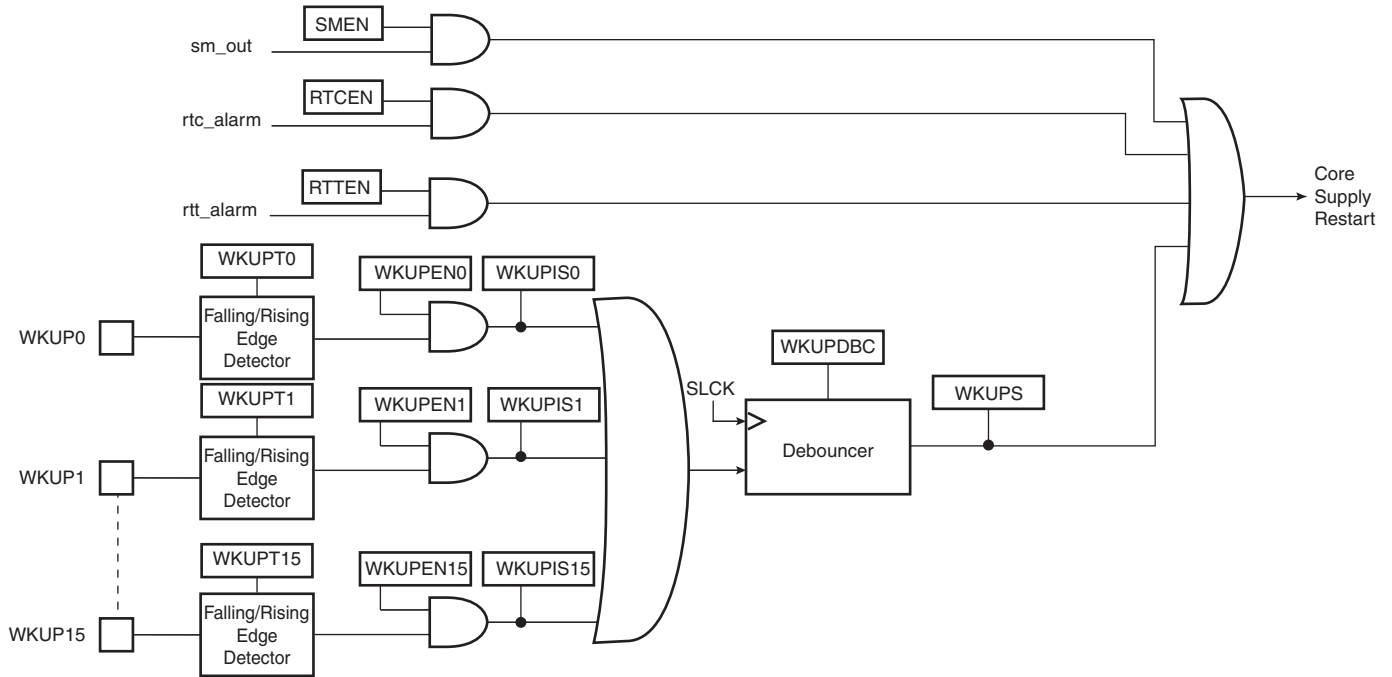 SMEN
sm_out
RTCEN
rtc_alarm
RTTEN
rtt_alarm
Core
Supply
Restart
WKUPT0
WKUPEN0
WKUPIS0
Falling/Rising
Edge
Detector
WKUP0
WKUPDBC
WKUPT1
WKUPEN1
WKUPIS1
SLCK
WKUPS
Falling/Rising
Edge
Detector
Debouncer
WKUP1
WKUPT15
WKUPEN15
WKUPIS15
Falling/Rising
Edge
Detector
WKUP15